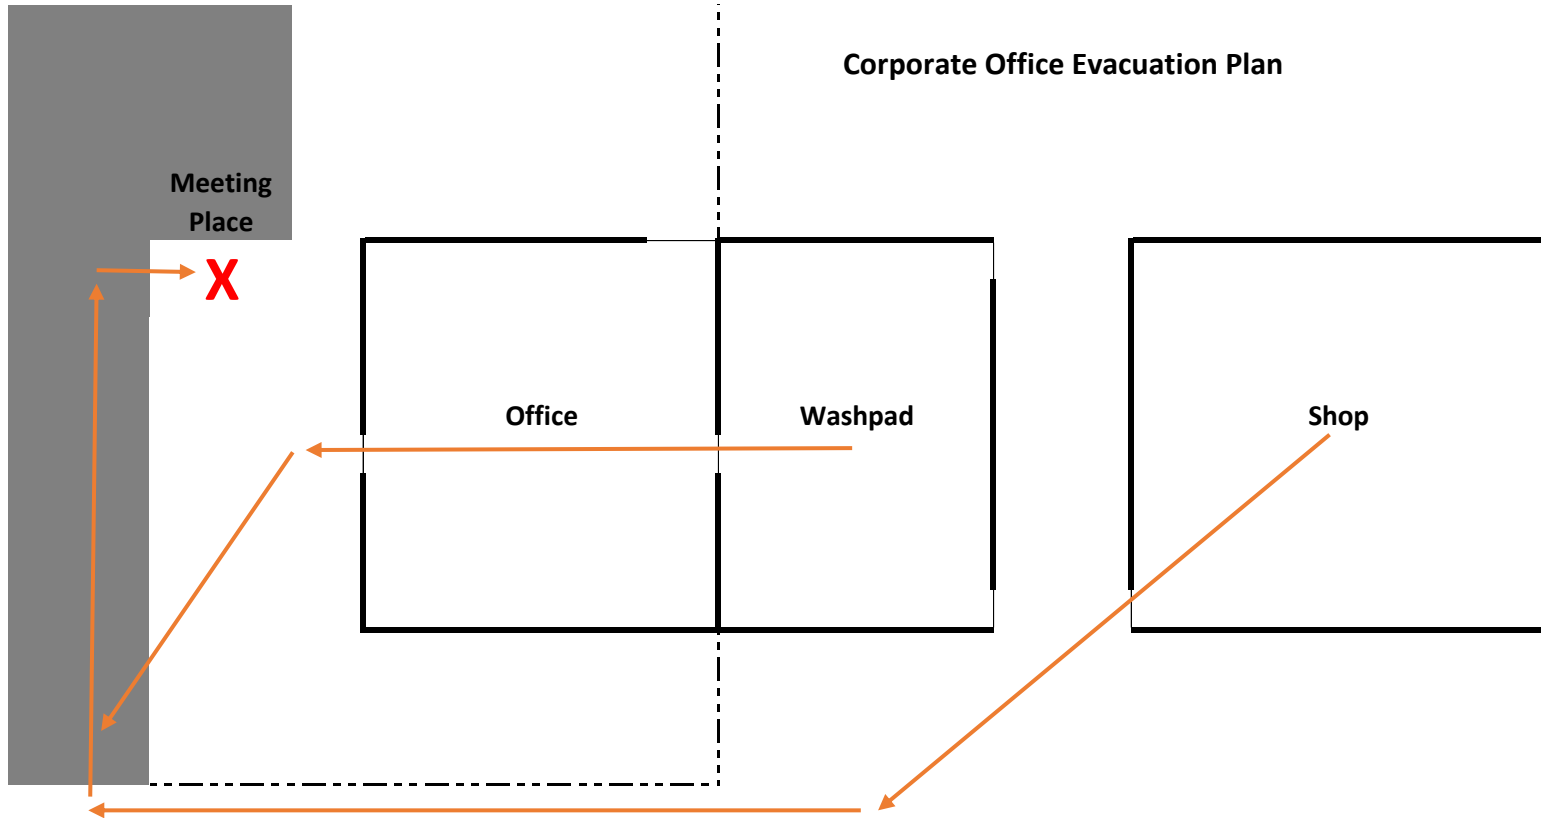 Corporate Office Evacuation Plan
Meeting
Place
X
Office
Washpad
Shop